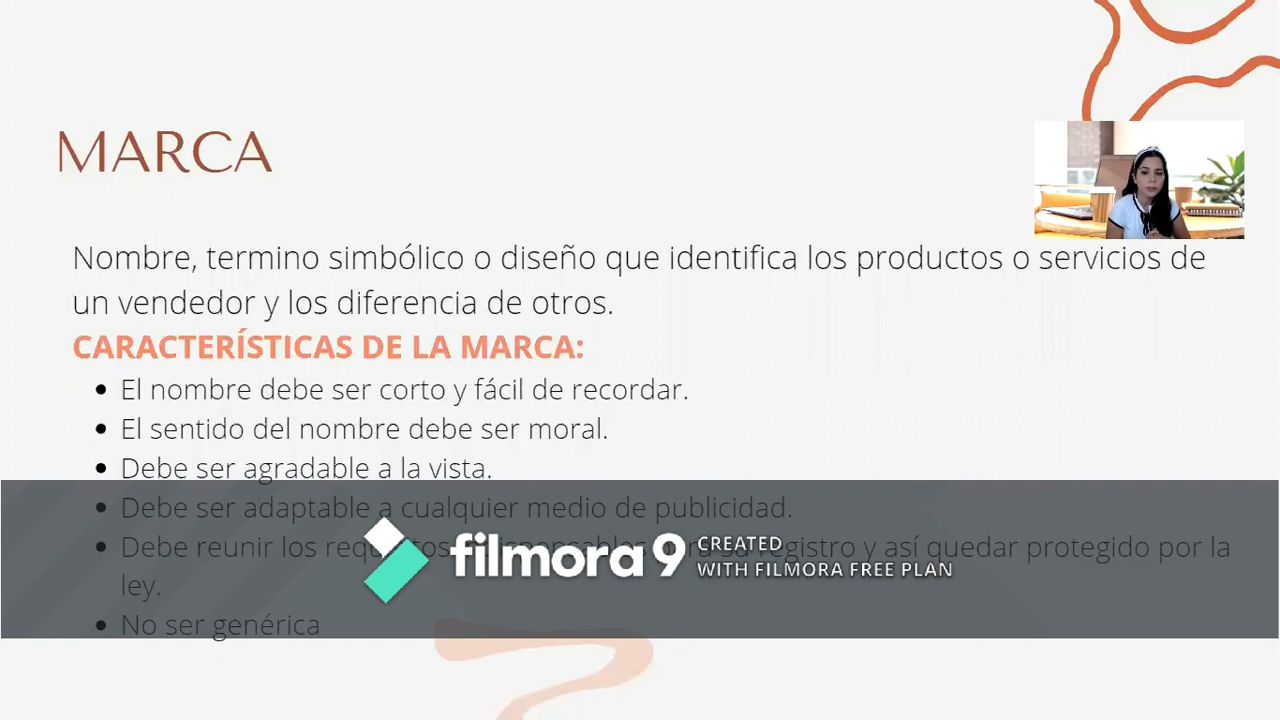 MARCA
Nombre, termino simbólico o diseño que identifica los productos o servicios de
un vendedor y los diferencia de otros.
CARACTERÍSTICAS DE LA MARCA:
El nombre debe ser corto y fácil de recordar.
El sentido del nombre debe ser moral.
Debe ser agradable a la vista.
Debe ser adaptable a cualquier medio de publicidad.
Debe reunir los registro y así quedar protegido por la
ley.
No ser genérica
filmora9
CREATED
WITH FILMORA FREE PLAN